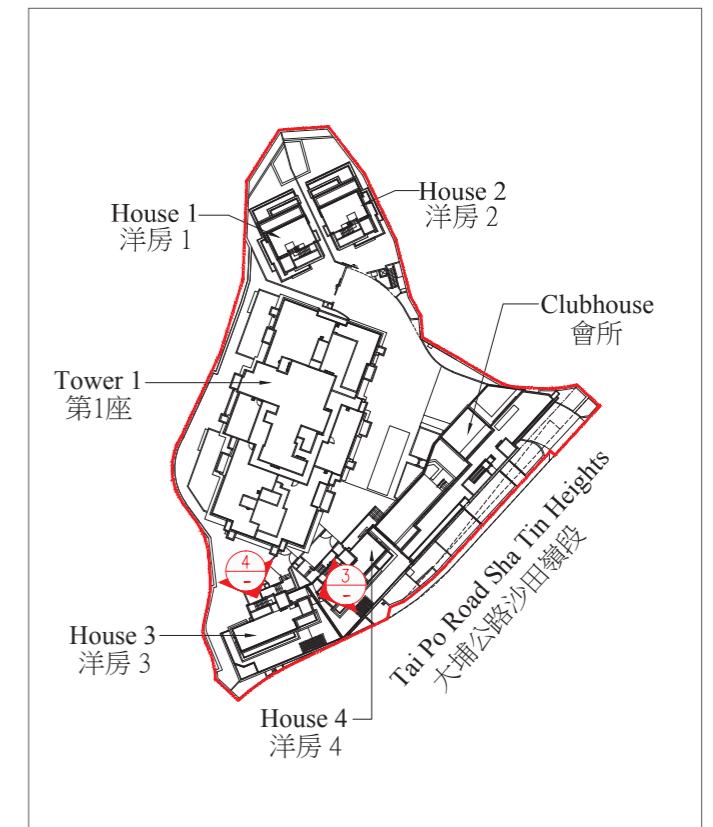 House 1
洋房 1
House 2
洋房 2
Clubhouse
會所
Tower 1
第1座
Tai Po Road Sha Tin Heights
大埔公路沙田嶺段
4
-
3
-
House 3
洋房 3
House 4
洋房 4